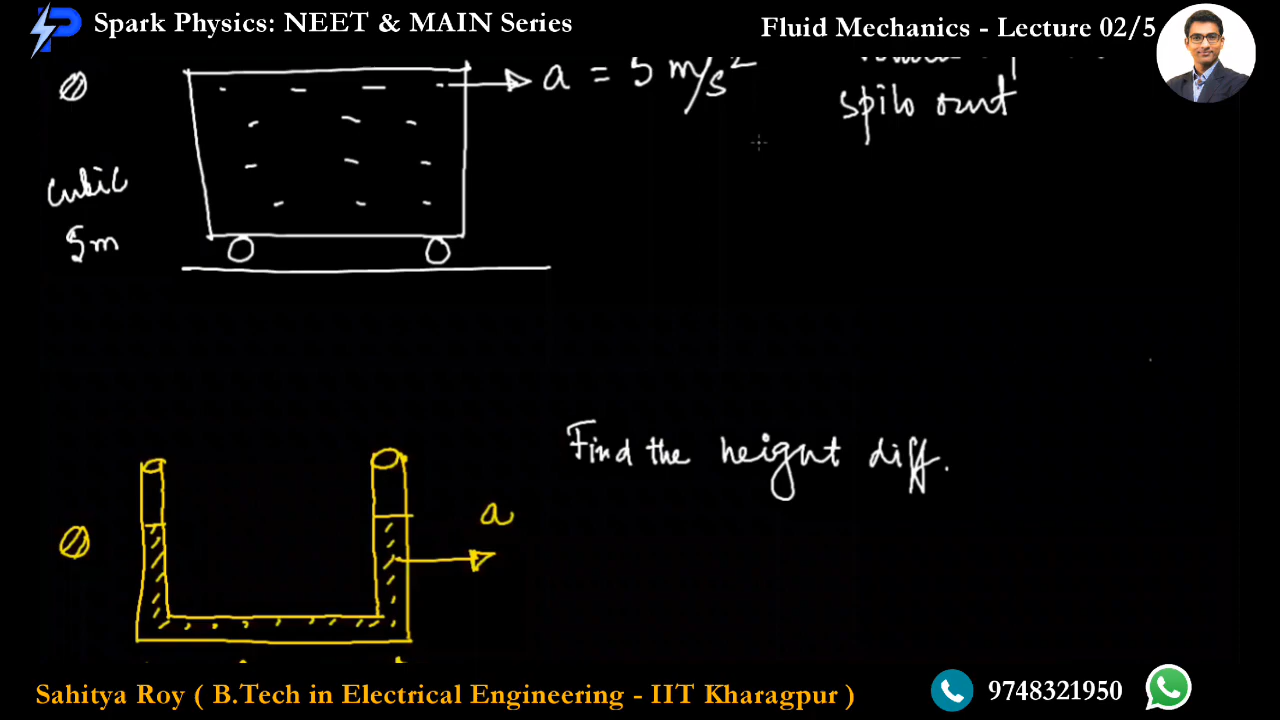 Spark Physics: NEET & MAIN Series
Fluid Mechanics - Lecture 02/5
a = 5 m/s²
spill out
cubic
5m
Find the height diff.
a
Sahitya Roy ( B.Tech in Electrical Engineering - IIT Kharagpur )
9748321950